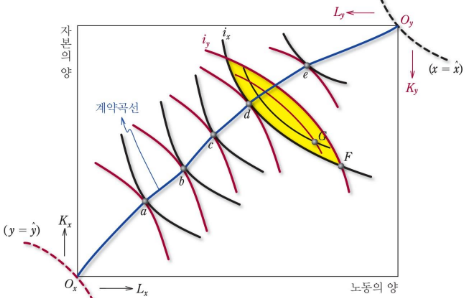 L_y
O_y
자본의 양
i_y
i_x
(x = x̂)
e
K_y
계약곡선
d
c
G
F
b
a
(y = ŷ)
K_x
O_x
L_x
노동의 양